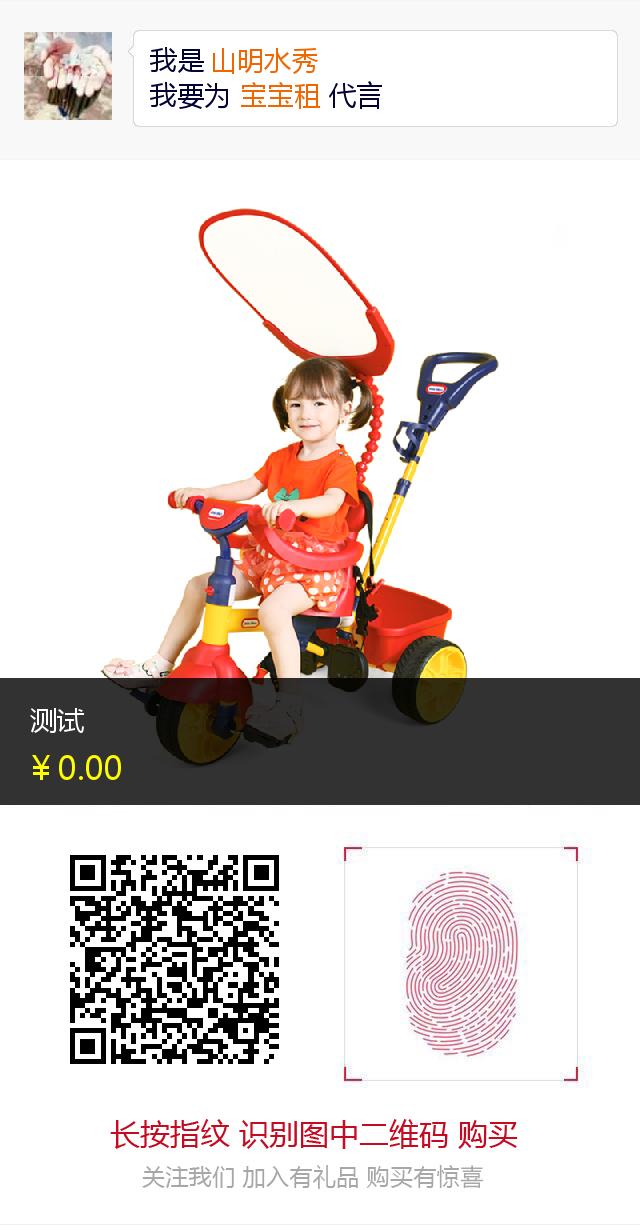 我是 山明水秀
我要为 宝宝租 代言
测试
¥0.00
长按指纹 识别图中二维码 购买
关注我们 加入有礼品 购买有惊喜